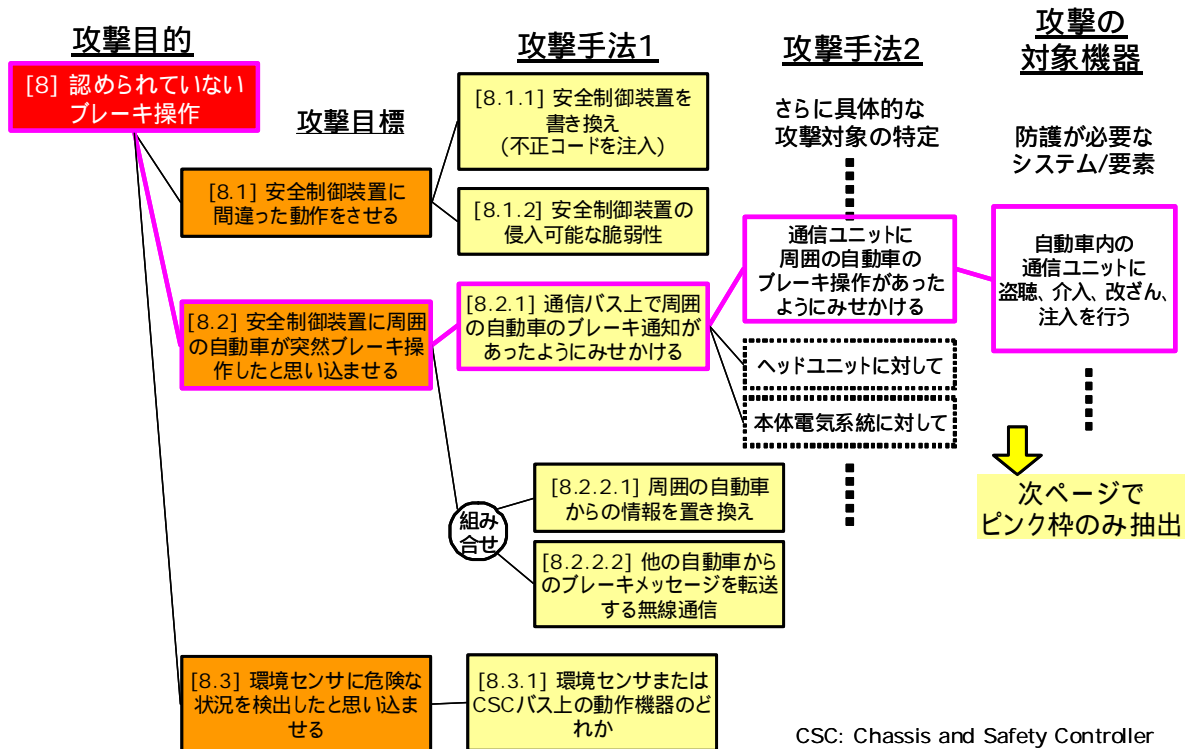 攻撃目的
[8] 認められていない
ブレーキ操作
攻撃目標
[8.1] 安全制御装置に
間違った動作をさせる
[8.2] 安全制御装置に周囲
の自動車が突然ブレーキ操
作したと思い込ませる
[8.3] 環境センサに危険な
状況を検出したと思い込ま
せる
攻撃手法1
[8.1.1] 安全制御装置を
書き換え
(不正コードを注入)
[8.1.2] 安全制御装置の
侵入可能な脆弱性
[8.2.1] 通信バス上で周囲
の自動車のブレーキ通知が
あったようにみせかける
組み
合せ
[8.2.2.1] 周囲の自動車
からの情報を置き換え
[8.2.2.2] 他の自動車から
のブレーキメッセージを転送
する無線通信
[8.3.1] 環境センサまたは
CSCバス上の動作機器のど
れか
攻撃手法2
さらに具体的な
攻撃対象の特定
通信ユニットに
周囲の自動車の
ブレーキ操作があった
ようにみせかける
ヘッドユニットに対して
本体電気系統に対して
攻撃の
対象機器
防護が必要な
システム/要素
自動車内の
通信ユニットに
盗聴、介入、改ざん、
注入を行う
次ページで
ピンク枠のみ抽出
CSC: Chassis and Safety Controller